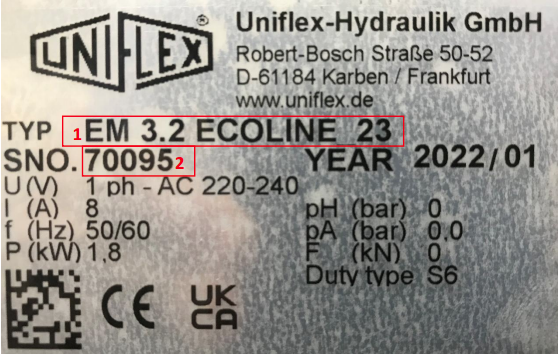 UNIFLEX
Uniflex-Hydraulik GmbH
Robert-Bosch Straße 50-52
D-61184 Karben / Frankfurt
www.uniflex.de
TYP 1 EM 3.2 ECOLINE 23
SNO. 70095 2 YEAR 2022/01
U (V) 1 ph - AC 220-240
I (A) 8 pH (bar) 0
f (Hz) 50/60 pA (bar) 0,0
P (kW) 1,8 F (kN) 0
Duty type S6
CE UK CA